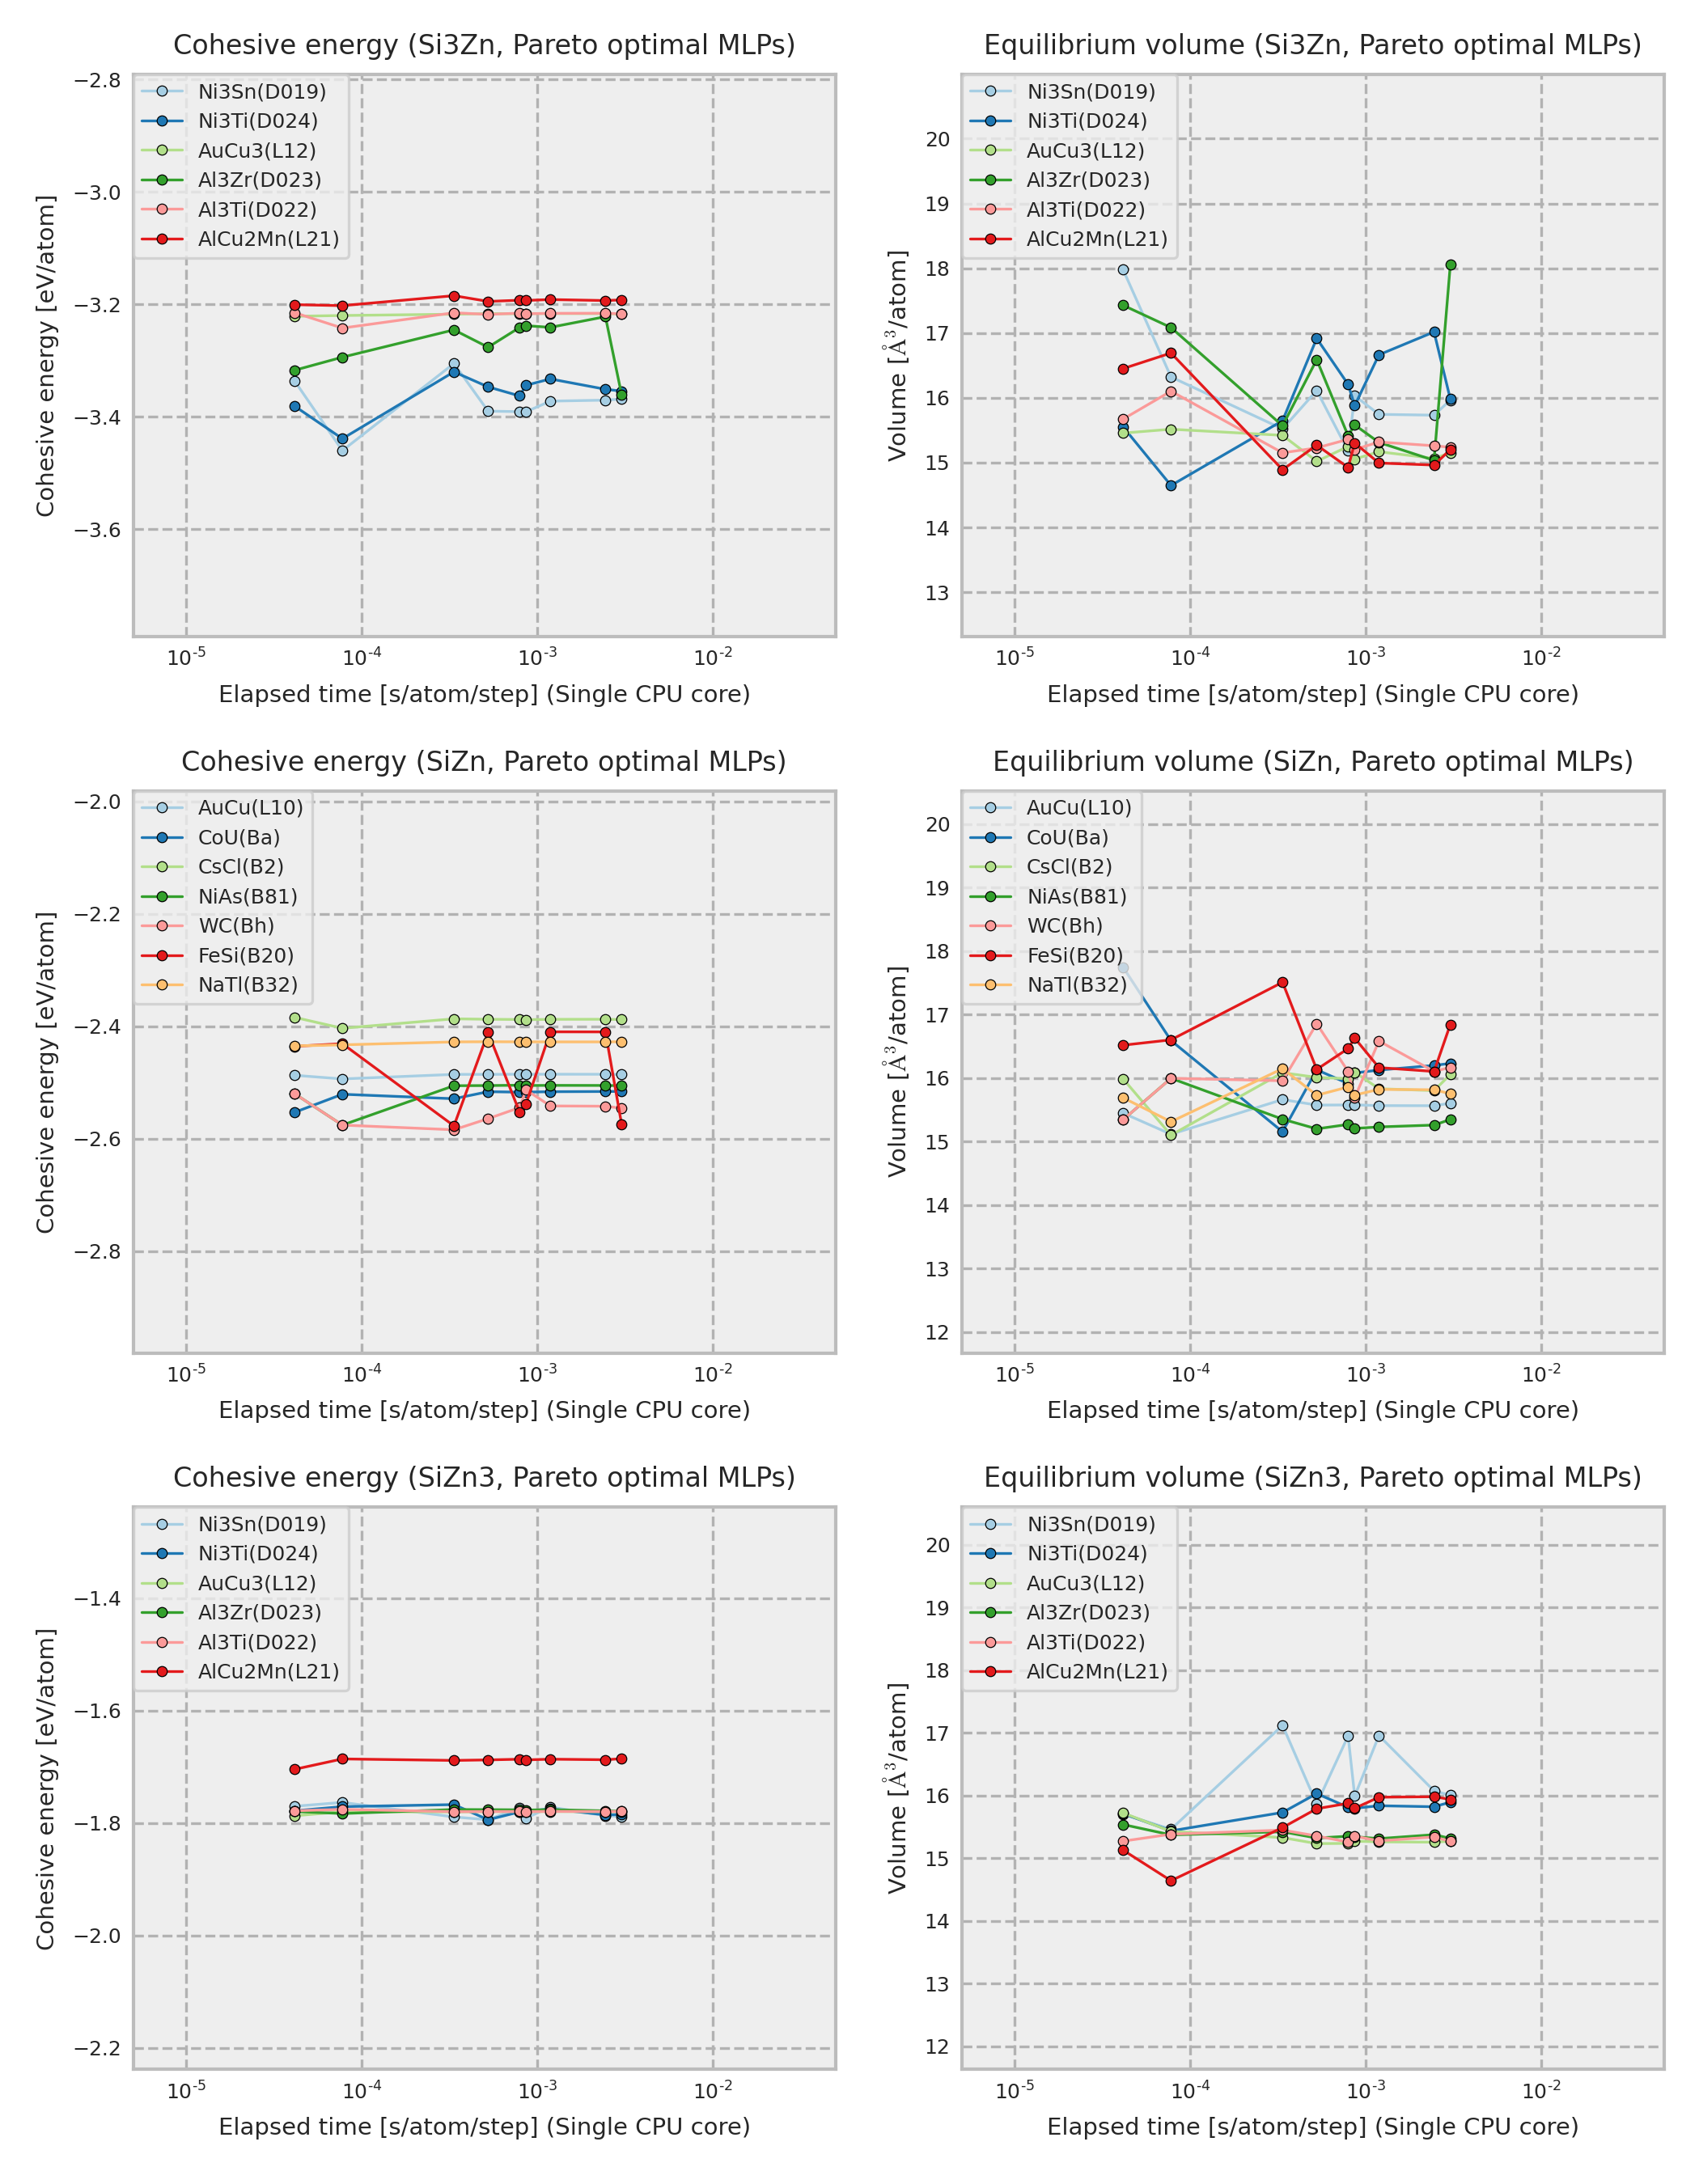 Cohesive energy (Si3Zn, Pareto optimal MLPs)
Cohesive energy [eV/atom]
−2.8
−3.0
−3.2
−3.4
−3.6
Ni3Sn(D019)
Ni3Ti(D024)
AuCu3(L12)
Al3Zr(D023)
Al3Ti(D022)
AlCu2Mn(L21)
10-5 10-4 10-3 10-2
Elapsed time [s/atom/step] (Single CPU core)
Equilibrium volume (Si3Zn, Pareto optimal MLPs)
Volume [Å3/atom]
20
19
18
17
16
15
14
13
Ni3Sn(D019)
Ni3Ti(D024)
AuCu3(L12)
Al3Zr(D023)
Al3Ti(D022)
AlCu2Mn(L21)
10-5 10-4 10-3 10-2
Elapsed time [s/atom/step] (Single CPU core)
Cohesive energy (SiZn, Pareto optimal MLPs)
Cohesive energy [eV/atom]
−2.0
−2.2
−2.4
−2.6
−2.8
AuCu(L10)
CoU(Ba)
CsCl(B2)
NiAs(B81)
WC(Bh)
FeSi(B20)
NaTl(B32)
10-5 10-4 10-3 10-2
Elapsed time [s/atom/step] (Single CPU core)
Equilibrium volume (SiZn, Pareto optimal MLPs)
Volume [Å3/atom]
20
19
18
17
16
15
14
13
12
AuCu(L10)
CoU(Ba)
CsCl(B2)
NiAs(B81)
WC(Bh)
FeSi(B20)
NaTl(B32)
10-5 10-4 10-3 10-2
Elapsed time [s/atom/step] (Single CPU core)
Cohesive energy (SiZn3, Pareto optimal MLPs)
Cohesive energy [eV/atom]
−1.4
−1.6
−1.8
−2.0
−2.2
Ni3Sn(D019)
Ni3Ti(D024)
AuCu3(L12)
Al3Zr(D023)
Al3Ti(D022)
AlCu2Mn(L21)
10-5 10-4 10-3 10-2
Elapsed time [s/atom/step] (Single CPU core)
Equilibrium volume (SiZn3, Pareto optimal MLPs)
Volume [Å3/atom]
20
19
18
17
16
15
14
13
12
Ni3Sn(D019)
Ni3Ti(D024)
AuCu3(L12)
Al3Zr(D023)
Al3Ti(D022)
AlCu2Mn(L21)
10-5 10-4 10-3 10-2
Elapsed time [s/atom/step] (Single CPU core)